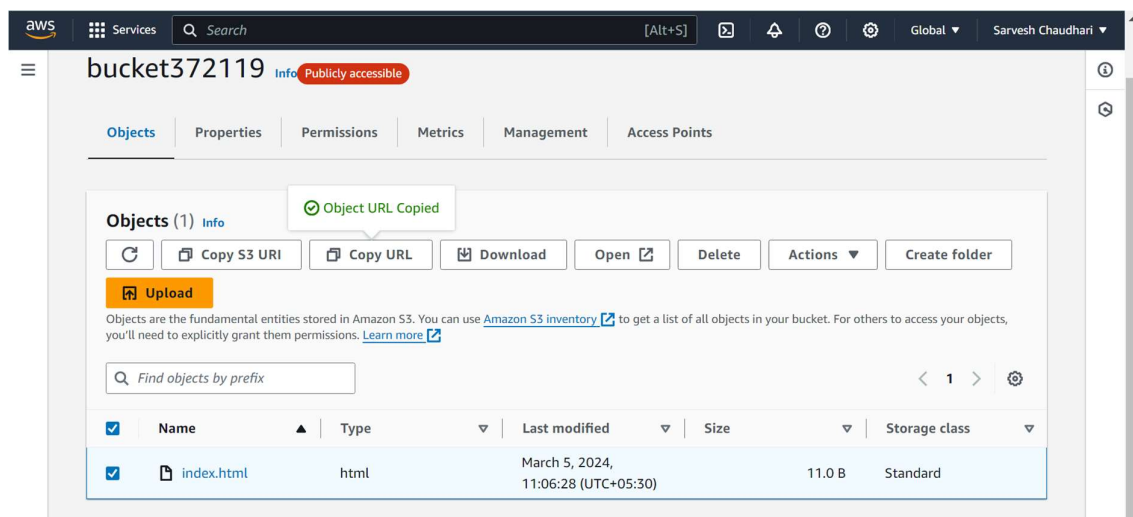 aws Services Search [Alt+S] Global Sarvesh Chaudhari
bucket372119 Info Publicly accessible
Objects Properties Permissions Metrics Management Access Points
Object URL Copied
Objects (1) Info
Copy S3 URI Copy URL Download Open Delete Actions Create folder
Upload
Objects are the fundamental entities stored in Amazon S3. You can use Amazon S3 inventory to get a list of all objects in your bucket. For others to access your objects,
you'll need to explicitly grant them permissions. Learn more
Find objects by prefix 1
Name Type Last modified Size Storage class
index.html html March 5, 2024, 11.0 B Standard
11:06:28 (UTC+05:30)